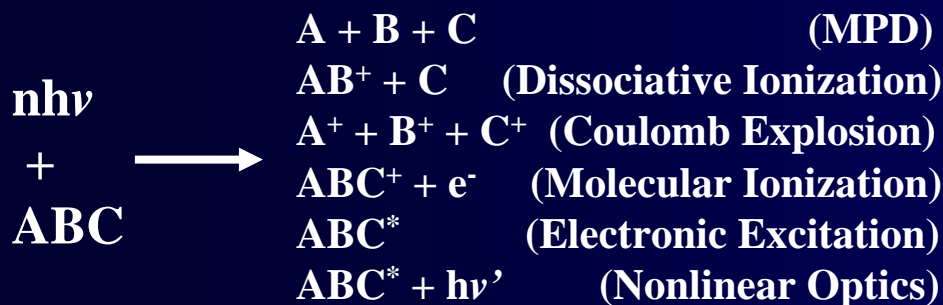 nhν
+
ABC
A + B + C (MPD)
AB⁺ + C (Dissociative Ionization)
A⁺ + B⁺ + C⁺ (Coulomb Explosion)
ABC⁺ + e⁻ (Molecular Ionization)
ABC* (Electronic Excitation)
ABC* + hν’ (Nonlinear Optics)